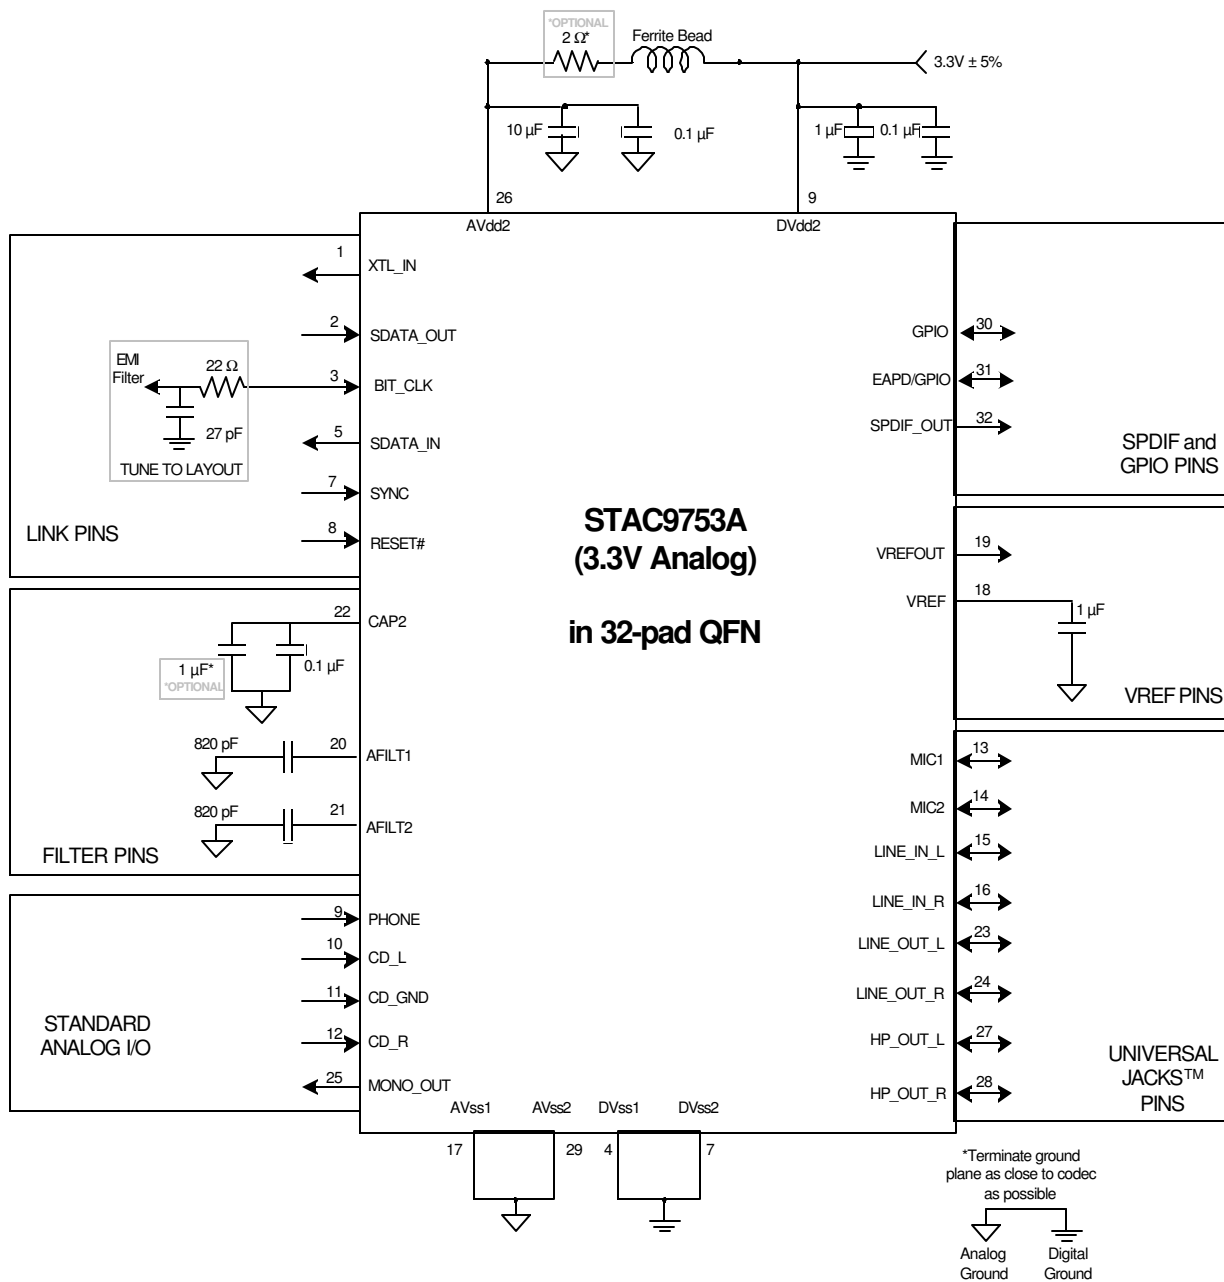 *OPTIONAL
2 Ω*
Ferrite Bead
3.3V ± 5%
10 µF
0.1 µF
1 µF
0.1 µF
26
9
AVdd2
DVdd2
1
XTL_IN
2
SDATA_OUT
EMI
Filter
22 Ω
3
BIT_CLK
27 pF
5
SDATA_IN
TUNE TO LAYOUT
7
SYNC
8
RESET#
LINK PINS
22
CAP2
1 µF*
*OPTIONAL
0.1 µF
820 pF
20
AFILT1
820 pF
21
AFILT2
FILTER PINS
9
PHONE
10
CD_L
11
CD_GND
12
CD_R
25
MONO_OUT
STANDARD
ANALOG I/O
STAC9753A
(3.3V Analog)
in 32-pad QFN
GPIO
30
EAPD/GPIO
31
SPDIF_OUT
32
SPDIF and
GPIO PINS
VREFOUT
19
VREF
18
1 µF
VREF PINS
MIC1
13
MIC2
14
LINE_IN_L
15
LINE_IN_R
16
LINE_OUT_L
23
LINE_OUT_R
24
HP_OUT_L
27
HP_OUT_R
28
UNIVERSAL
JACKS™
PINS
AVss1
AVss2
DVss1
DVss2
17
29
4
7
*Terminate ground
plane as close to codec
as possible
Analog
Ground
Digital
Ground